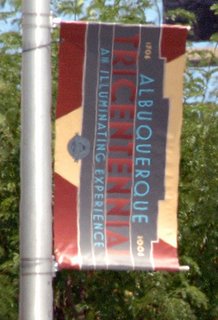 1706
ALBUQUERQUE
2006
TRICENTENNIAL
AN ILLUMINATING EXPERIENCE